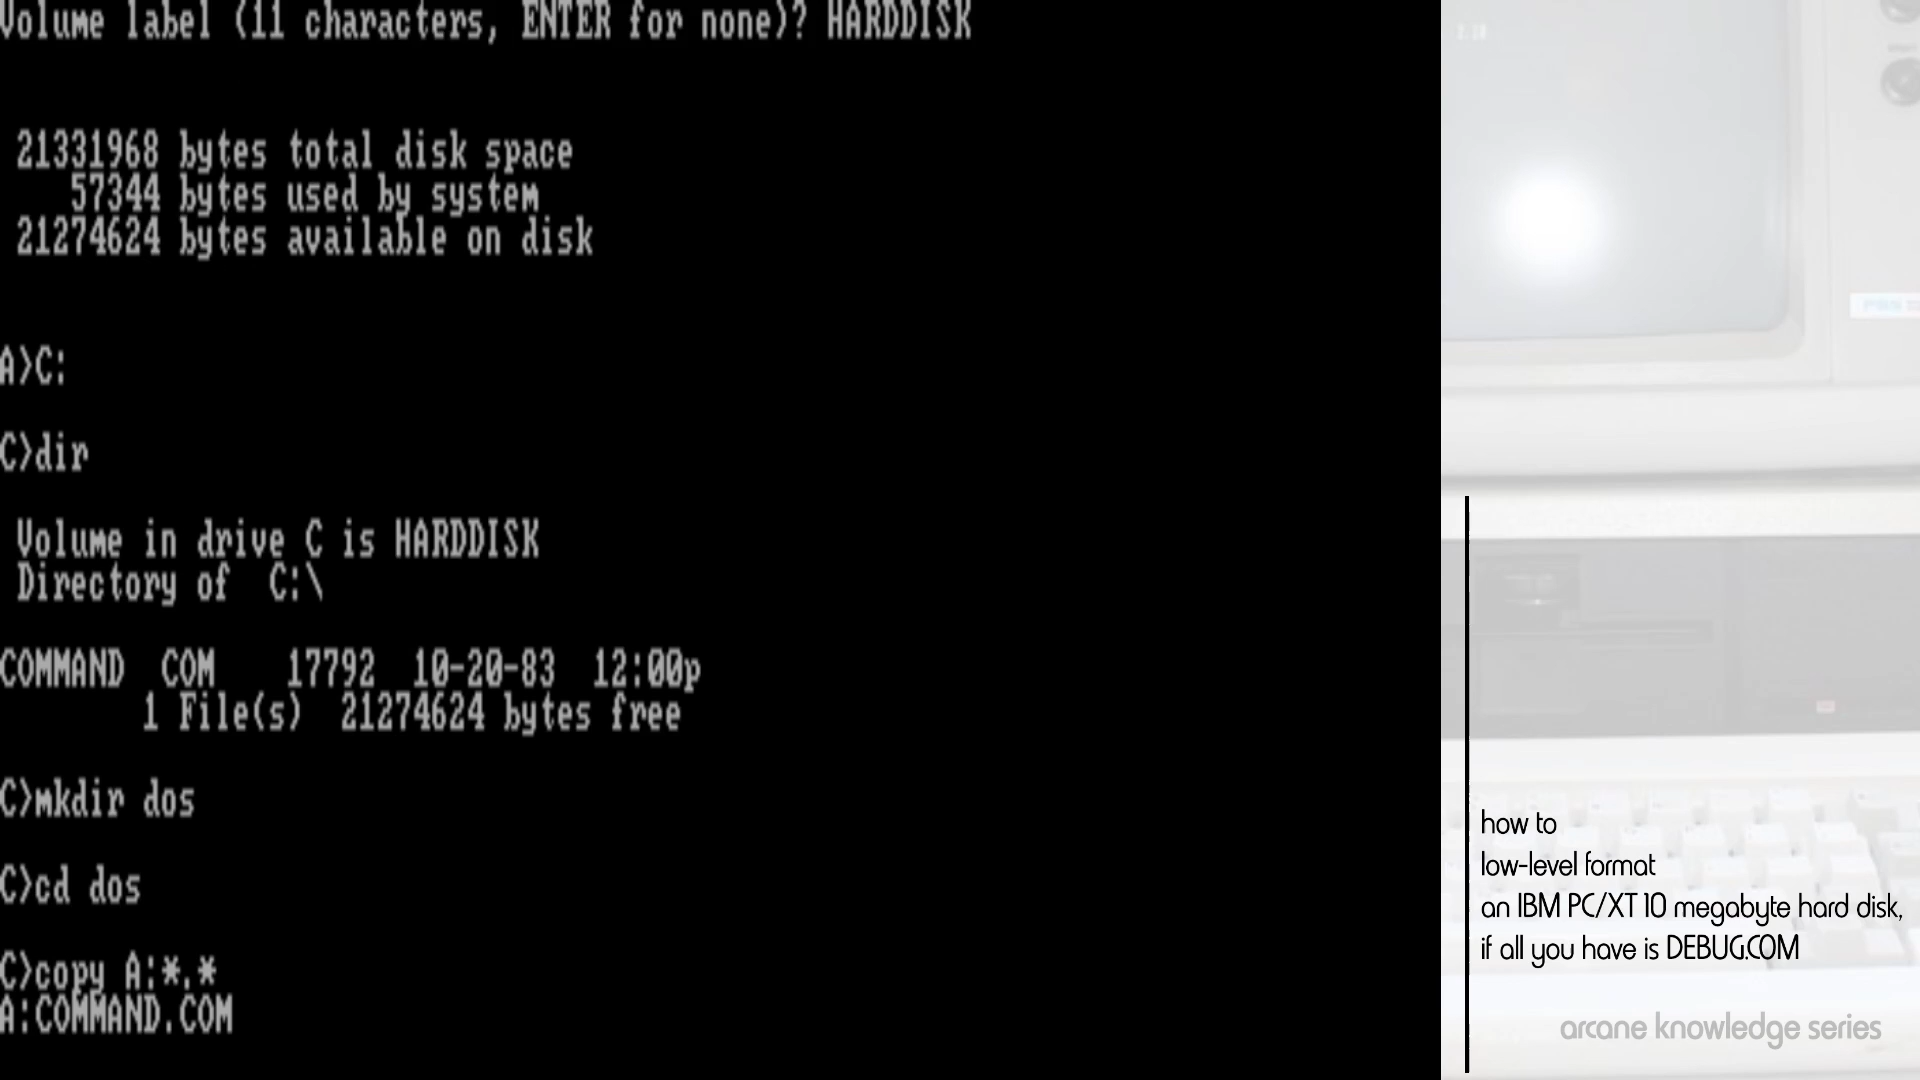 Volume label (11 characters, ENTER for none)? HARDDISK
21331968 bytes total disk space
57344 bytes used by system
21274624 bytes available on disk
A>C:
C>dir
Volume in drive C is HARDDISK
Directory of  C:\
COMMAND  COM    17792  10-20-83  12:00p
1 File(s)  21274624 bytes free
C>mkdir dos
C>cd dos
C>copy A:*.*
A:COMMAND.COM
how to
low-level format
an IBM PC/XT 10 megabyte hard disk,
if all you have is DEBUG.COM
arcane knowledge series